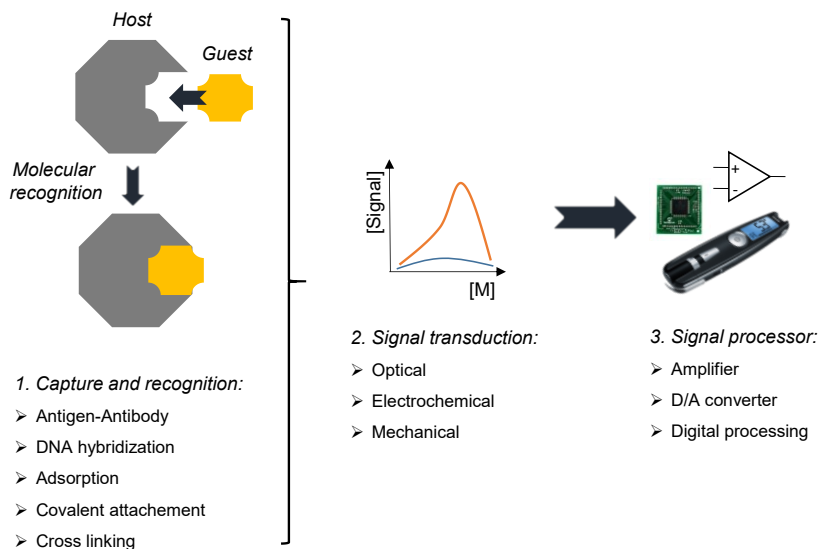 Host
Guest
Molecular
recognition
1. Capture and recognition:
➢ Antigen-Antibody
➢ DNA hybridization
➢ Adsorption
➢ Covalent attachement
➢ Cross linking
[Signal]
[M]
2. Signal transduction:
➢ Optical
➢ Electrochemical
➢ Mechanical
+
-
3. Signal processor:
➢ Amplifier
➢ D/A converter
➢ Digital processing